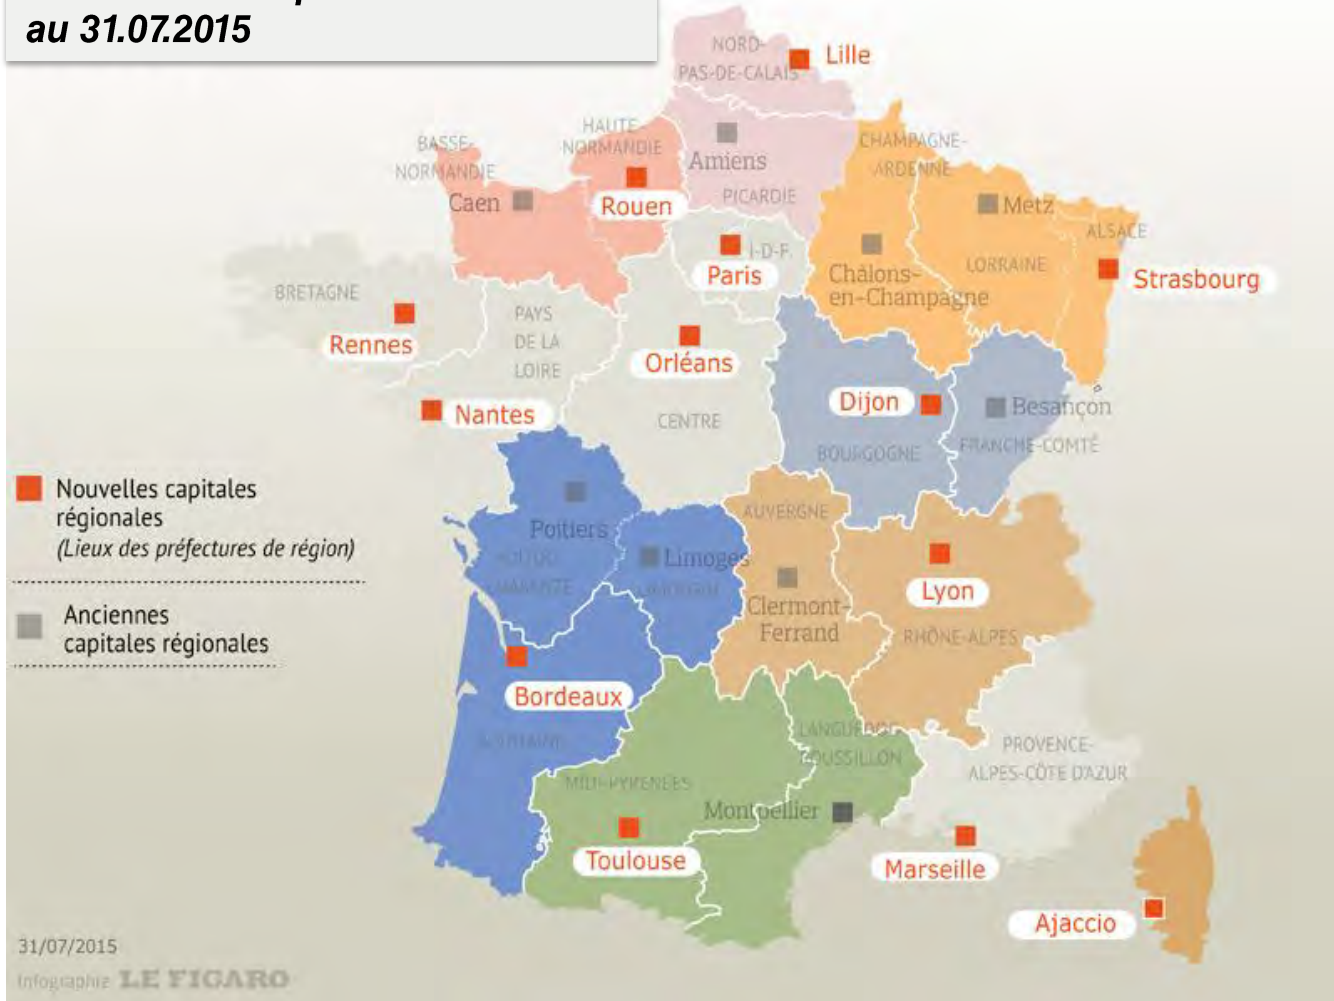 au 31.07.2015
NORD-
PAS-DE-CALAIS
Lille
HAUTE-
NORMANDIE
BASSE-
NORMANDIE
Caen
Rouen
Amiens
PICARDIE
CHAMPAGNE-
ARDENNE
Metz
ALSACE
LORRAINE
Strasbourg
Châlons-
en-Champagne
I-D-F.
Paris
BRETAGNE
Rennes
PAYS
DE LA
LOIRE
Nantes
Orléans
CENTRE
Dijon
BOURGOGNE
Besançon
FRANCHE-COMTÉ
Nouvelles capitales
régionales
(Lieux des préfectures de région)
Anciennes
capitales régionales
Poitiers
Limoges
LIMOUSIN
AUVERGNE
Clermont-
Ferrand
Lyon
RHÔNE-ALPES
Bordeaux
AQUITAINE
MIDI-PYRÉNÉES
Toulouse
LANGUEDOC-
ROUSSILLON
Montpellier
PROVENCE-
ALPES-CÔTE D'AZUR
Marseille
Ajaccio
31/07/2015
Infographie LE FIGARO